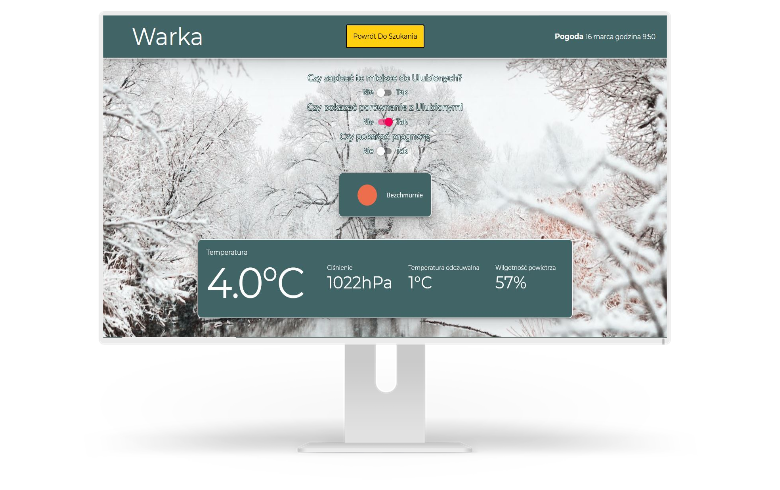 Warka
Powrót Do Szukania
Pogoda 16 marca godzina 9:50
Czy zapisać to miejsce do Ulubionych?
Nie Tak
Czy pokazać porównanie z Ulubionymi
Nie Tak
Czy pokazać prognozę
Nie Tak
Bezchmurnie
Temperatura
4.0°C
Ciśnienie
1022hPa
Temperatura odczuwalna
1°C
Wilgotność powietrza
57%